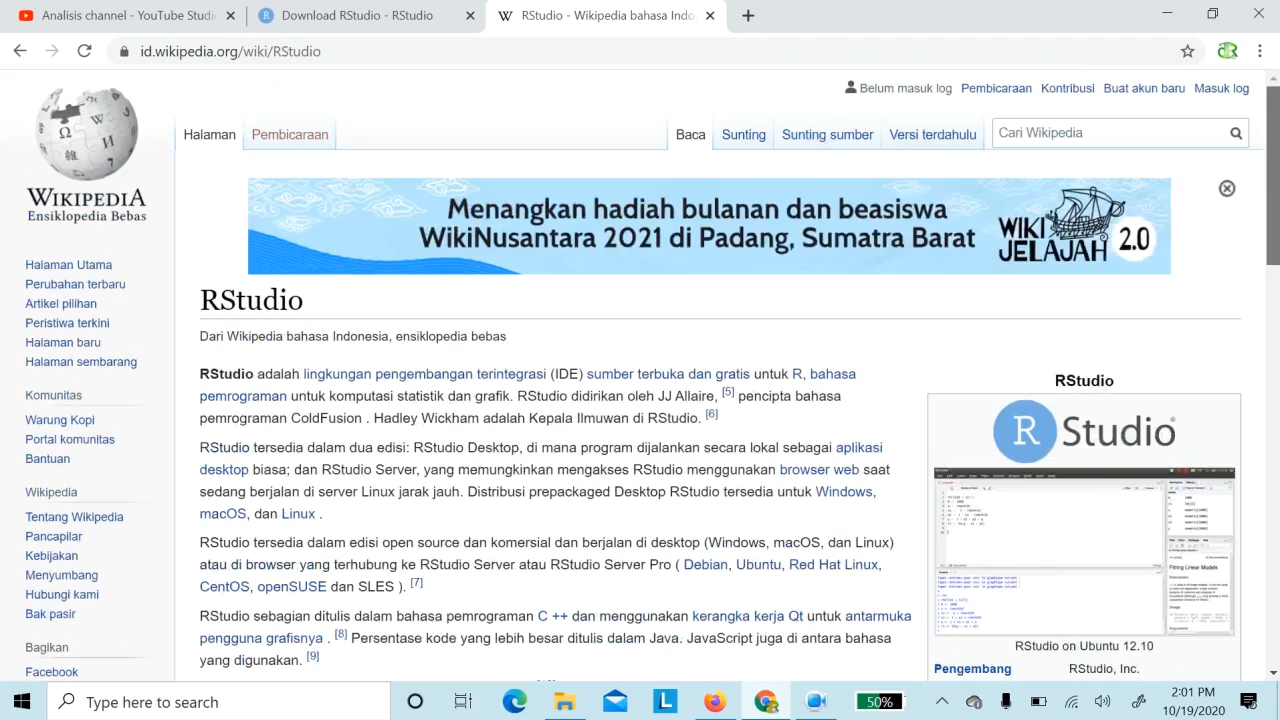 Analisis channel - YouTube Studi
Download RStudio - RStudio
RStudio - Wikipedia bahasa Indo
id.wikipedia.org/wiki/RStudio
Belum masuk log Pembicaraan Kontribusi Buat akun baru Masuk log
Halaman Pembicaraan Baca Sunting Sunting sumber Versi terdahulu Cari Wikipedia
WIKIPEDIA
Ensiklopedia Bebas
Menangkan hadiah bulanan dan beasiswa
WikiNusantara 2021 di Padang, Sumatra Barat
WIKI
JELAJAH 2.0
Halaman Utama
Perubahan terbaru
Artikel pilihan
Peristiwa terkini
Halaman baru
Halaman sembarang
Komunitas
Warung Kopi
Portal komunitas
Bantuan
Wikipedia
Tentang Wikipedia
Pancapilar
Kebijakan
Menyumbang
Hubungi kami
Bak pasir
Bagikan
Facebook
RStudio
Dari Wikipedia bahasa Indonesia, ensiklopedia bebas
RStudio adalah lingkungan pengembangan terintegrasi (IDE) sumber terbuka dan gratis untuk R, bahasa
pemrograman untuk komputasi statistik dan grafik. RStudio didirikan oleh JJ Allaire, [5] pencipta bahasa
pemrograman ColdFusion . Hadley Wickham adalah Kepala Ilmuwan di RStudio. [6]
RStudio tersedia dalam dua edisi: RStudio Desktop, di mana program dijalankan secara lokal sebagai aplikasi
desktop biasa; dan RStudio Server, yang memungkinkan mengakses RStudio menggunakan browser web saat
sedang berjalan di server Linux jarak jauh. Distribusi prepackaged Desktop RStudio tersedia untuk Windows,
macOS, dan Linux .
RStudio tersedia dalam edisi open source dan komersial dan berjalan di desktop (Windows, macOS, dan Linux)
atau di browser yang terhubung ke RStudio Server atau RStudio Server Pro ( Debian, Ubuntu, Red Hat Linux,
CentOS, openSUSE dan SLES ). [7]
RStudio sebagian ditulis dalam bahasa pemrograman C ++ dan menggunakan kerangka kerja Qt untuk antarmuka
pengguna grafisnya . [8] Persentase kode yang lebih besar ditulis dalam Java. JavaScript juga di antara bahasa
yang digunakan. [9]
RStudio
R Studio
Fitting Linear Models
RStudio on Ubuntu 12.10
Pengembang RStudio, Inc.
Type here to search
50%
2:01 PM
10/19/2020